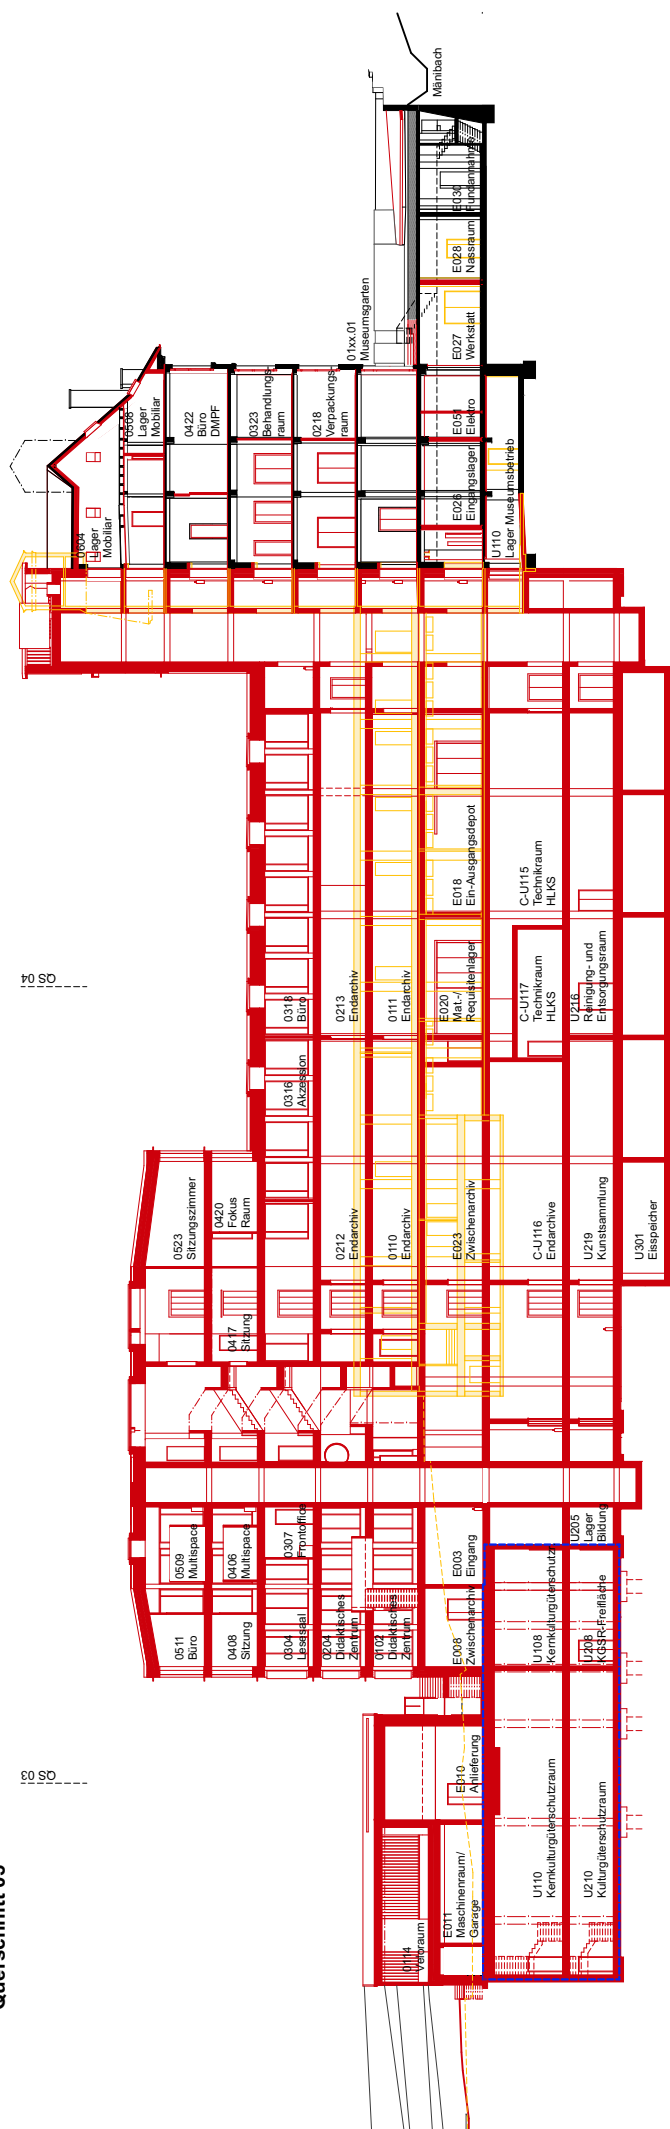 Mänibach
E030
Fundannahme
E028
Nassraum
01xx.01
Museumsgarten
E027
Werkstatt
0508
Lager
Mobiliar
0422
Büro
DMPF
0323
Behandlungs-
raum
0218
Verpackungs-
raum
E051
Elektro
E026
Eingangslager
U110
Lager Museumsbetrieb
0604
Lager
Mobiliar
QS 04
0318
Büro
0213
Endarchiv
0111
Endarchiv
E018
Ein-Ausgangsdepot
E020
Mat.-/
Requisitenlager
C-U115
Technikraum
HLKS
C-U117
Technikraum
HLKS
U216
Reinigung- und
Entsorgungsraum
0316
Akzession
0523
Sitzungszimmer
0420
Fokus
Raum
0212
Endarchiv
0110
Endarchiv
E023
Zwischenarchiv
C-U116
Endarchive
U219
Kunstsammlung
U301
Eisspeicher
0417
Sitzung
0509
Multispace
0406
Multispace
0307
Frontoffice
E003
Eingang
U205
Lager
Bildung
0511
Büro
0408
Sitzung
0304
Lesesaal
0204
Didaktisches
Zentrum
0102
Didaktisches
Zentrum
E008
Zwischenarchiv
U108
Kernkulturgüterschutzr.
U208
KGSR-Freifläche
QS 03
E010
Anlieferung
0114
Veloraum
E011
Maschinenraum/
Garage
U110
Kernkulturgüterschutzraum
U210
Kulturgüterschutzraum